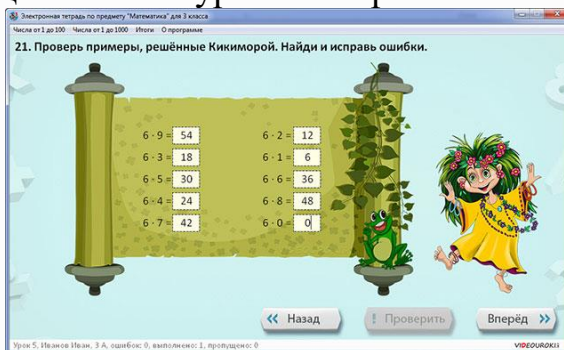 Электронная тетрадь по предмету "Математика" для 3 класса
Числа от 1 до 100 Числа от 1 до 1000 Итоги О программе
21. Проверь примеры, решённые Кикиморой. Найди и исправь ошибки.
6 · 9 = 54
6 · 3 = 18
6 · 5 = 30
6 · 4 = 24
6 · 7 = 42
6 · 2 = 12
6 · 1 = 6
6 · 6 = 36
6 · 8 = 48
6 · 0 = 0
Назад
! Проверить
Вперёд
Урок 5, Иванов Иван, 3 А, ошибок: 0, выполнено: 1, пропущено: 0
VIDEOUROKI